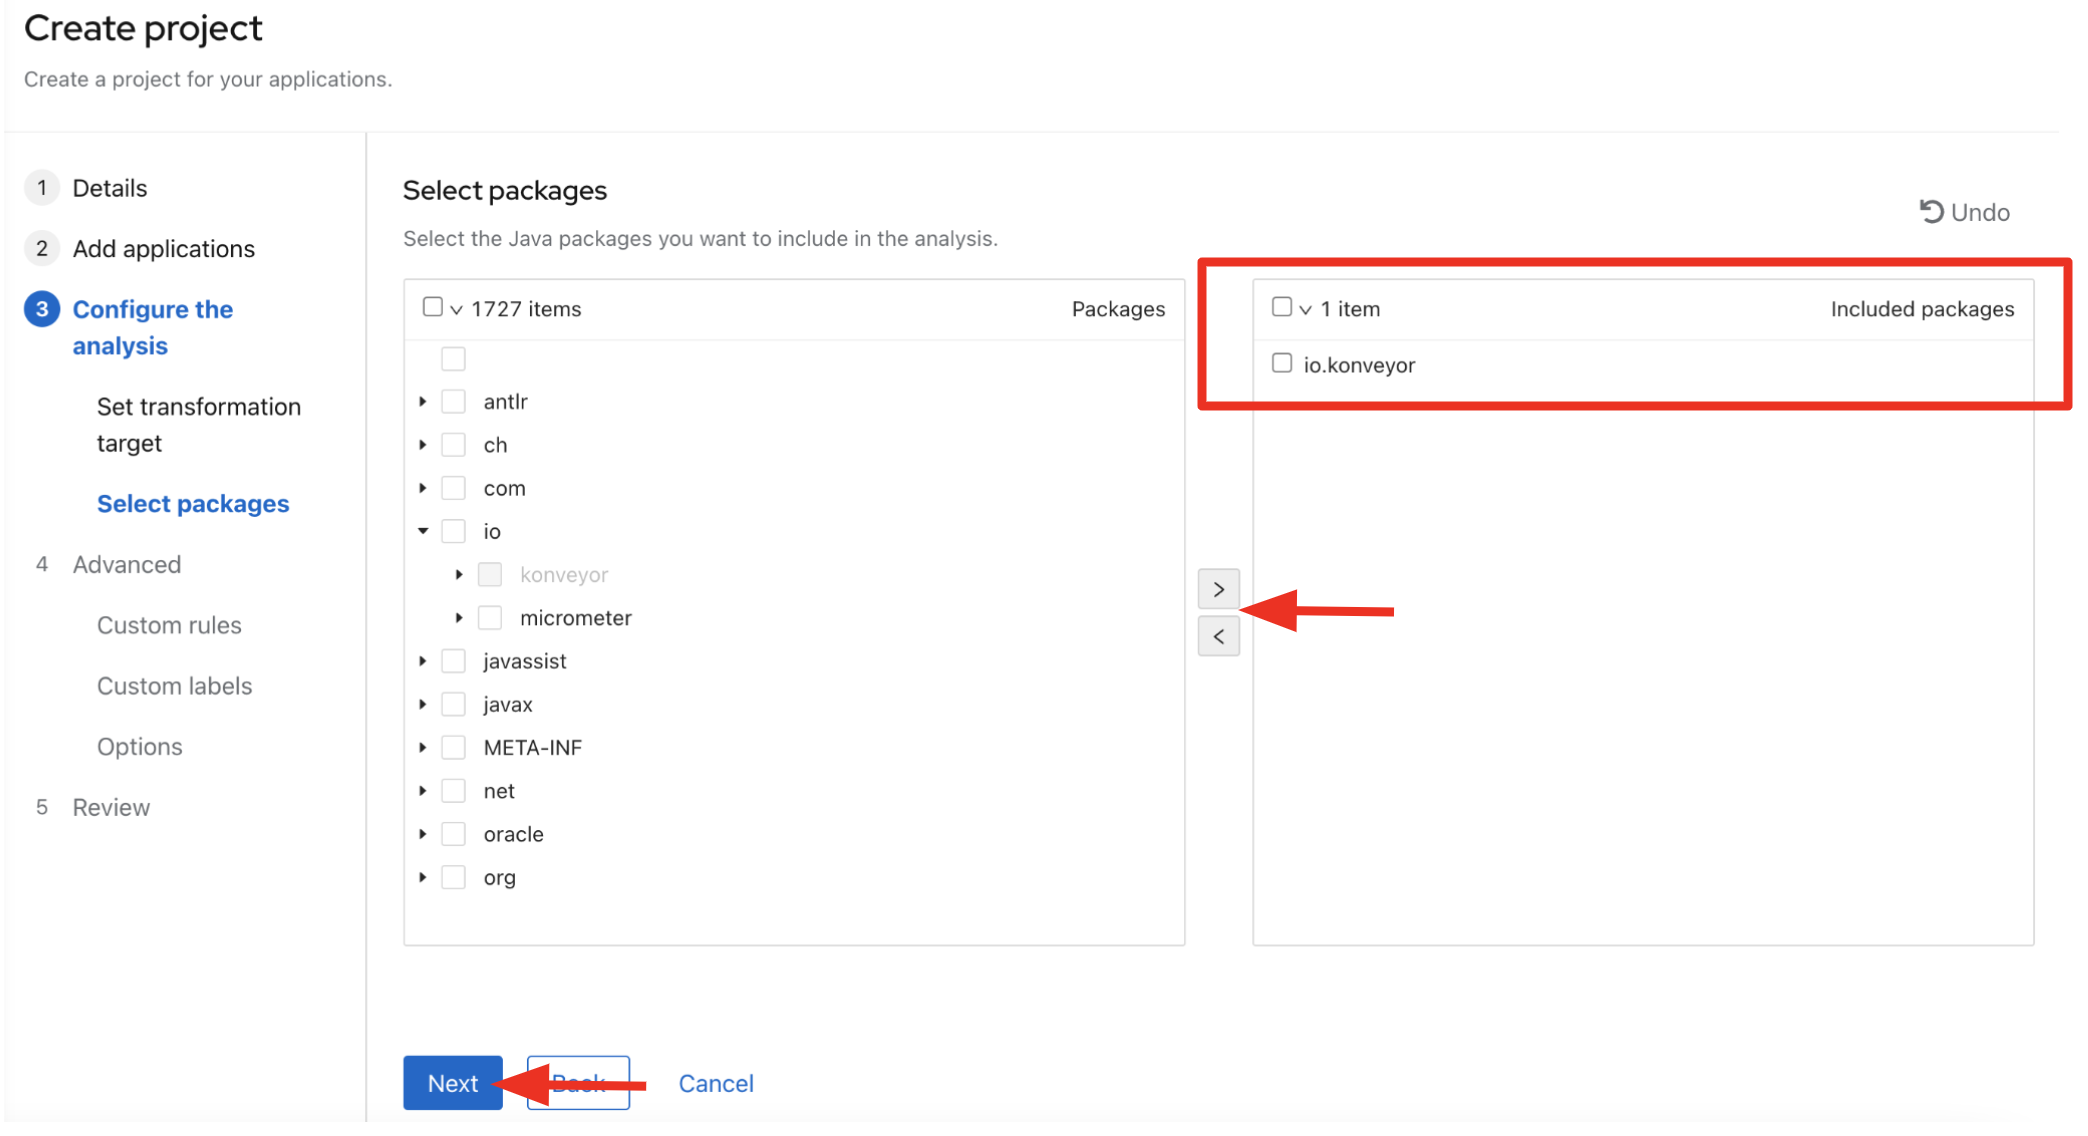 Create project
Create a project for your applications.
1 Details
2 Add applications
3 Configure the
analysis
Set transformation
target
Select packages
4 Advanced
Custom rules
Custom labels
Options
5 Review
Select packages
Select the Java packages you want to include in the analysis.
Undo
1727 items Packages
antlr
ch
com
io
konveyor
micrometer
javassist
javax
META-INF
net
oracle
org
>
<
1 item Included packages
io.konveyor
Next Back Cancel